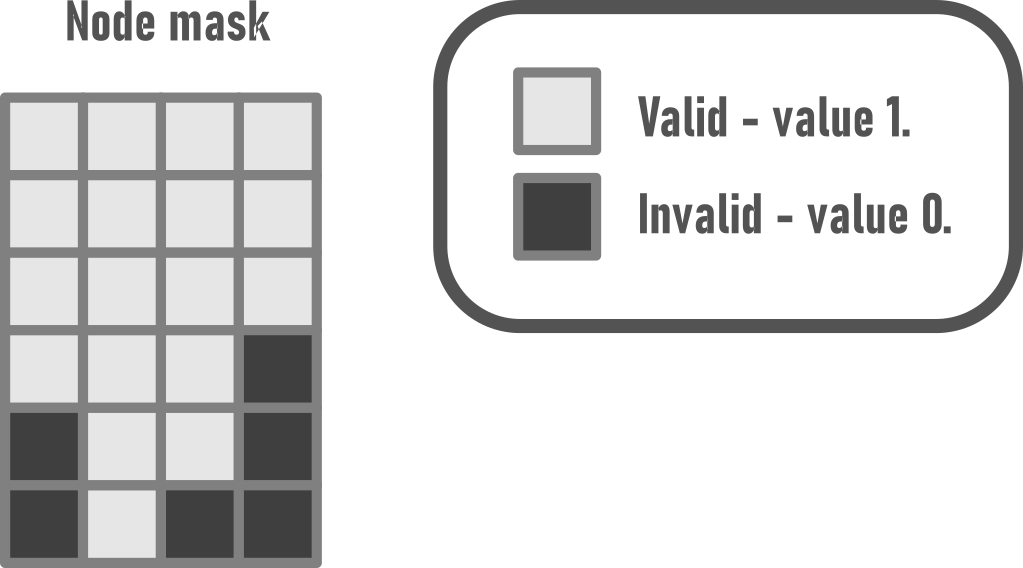 Node mask
Valid - value 1.
Invalid - value 0.